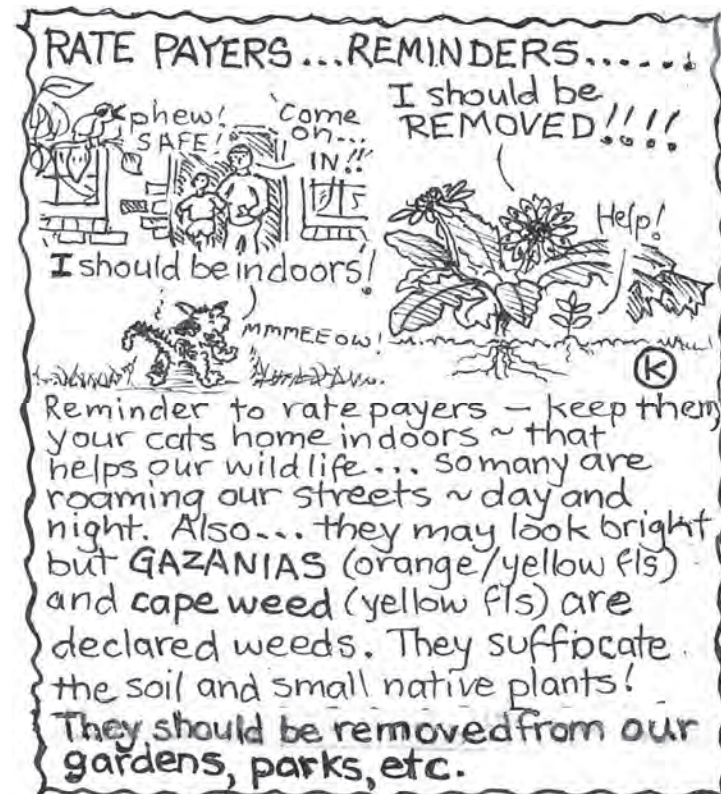 RATE PAYERS...REMINDERS......
phew!
SAFE!
Come
on...
IN!!
I should be indoors!
MMMEEOW!
I should be
REMOVED!!!!
Help!
K
Reminder to rate payers – keep them
your cats home indoors ~ that
helps our wildlife... so many are
roaming our streets ~ day and
night. Also... they may look bright
but GAZANIAS (orange/yellow fls)
and cape weed (yellow fls) are
declared weeds. They suffocate
the soil and small native plants!
They should be removed from our
gardens, parks, etc.